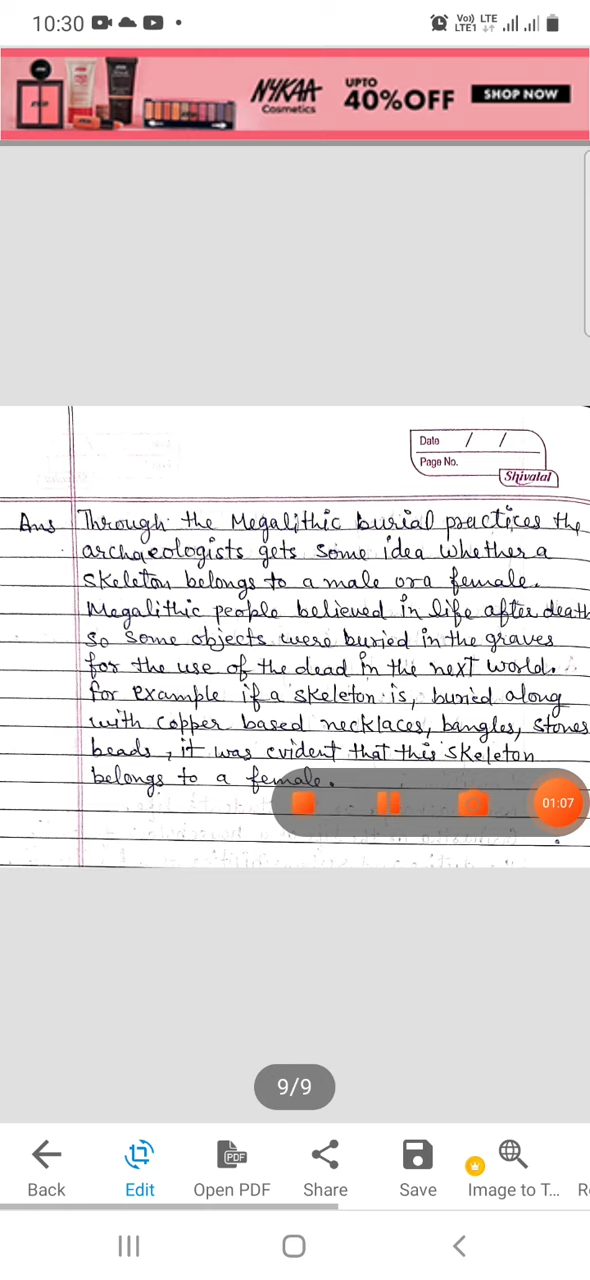 10:30
Vo) LTE
LTE1
NYKAA
Cosmetics
UPTO
40%OFF
SHOP NOW
Date / /
Page No.
Shivalal
Ans Through the Megalithic burial practices the
archaeologists gets some idea whether a
skeleton belongs to a male or a female.
Megalithic people believed in life after death
so some objects were buried in the graves
for the use of the dead in the next world.
for example if a skeleton is, buried along
with copper based necklaces, bangles, stones
beads, it was evident that this skeleton
belongs to a female.
01:07
9/9
PDF
Back Edit Open PDF Share Save Image to T... R